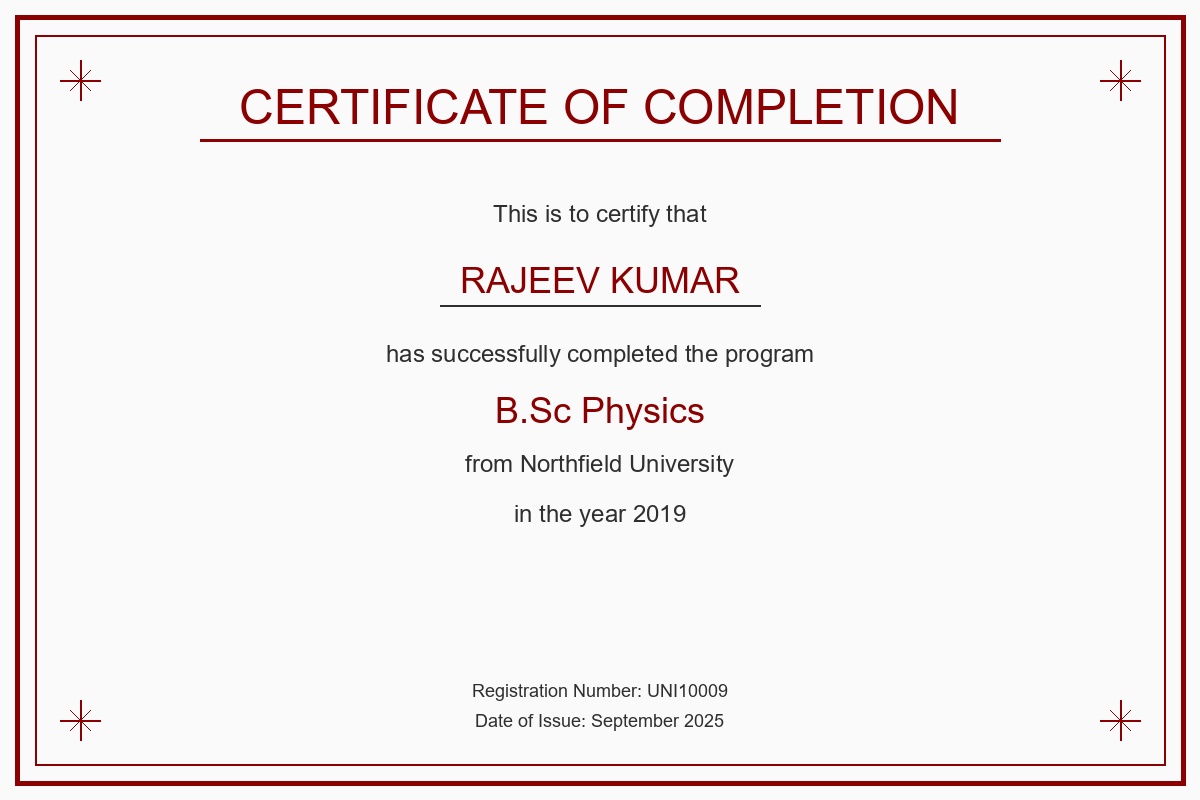 CERTIFICATE OF COMPLETION
This is to certify that
RAJEEV KUMAR
has successfully completed the program
B.Sc Physics
from Northfield University
in the year 2019
Registration Number: UNI10009
Date of Issue: September 2025